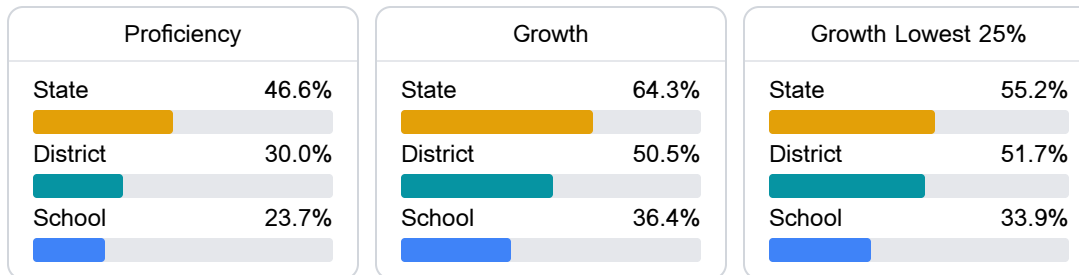 Proficiency
State 46.6%
District 30.0%
School 23.7%
Growth
State 64.3%
District 50.5%
School 36.4%
Growth Lowest 25%
State 55.2%
District 51.7%
School 33.9%